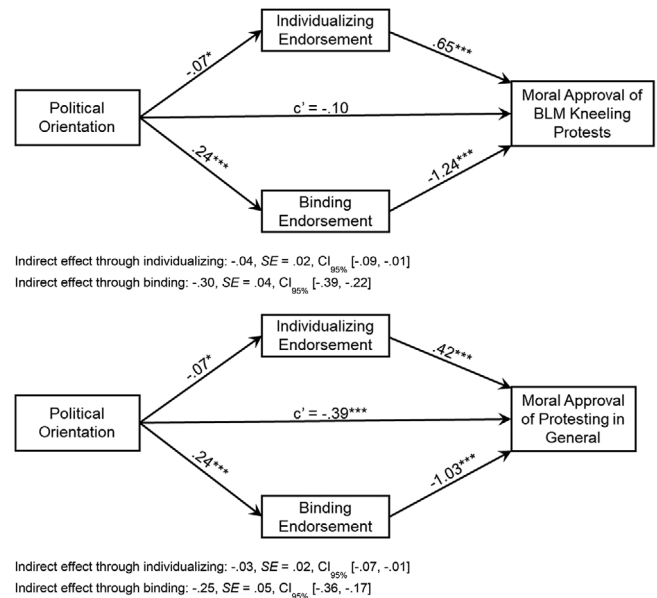 Individualizing
Endorsement
-.07*
.65***
Political
Orientation
c' = -.10
Moral Approval of
BLM Kneeling
Protests
.24***
-1.24***
Binding
Endorsement
Indirect effect through individualizing: -.04, SE = .02, CI95% [-.09, -.01]
Indirect effect through binding: -.30, SE = .04, CI95% [-.39, -.22]
Individualizing
Endorsement
-.07*
.42***
Political
Orientation
c' = -.39***
Moral Approval
of Protesting in
General
.24***
-1.03***
Binding
Endorsement
Indirect effect through individualizing: -.03, SE = .02, CI95% [-.07, -.01]
Indirect effect through binding: -.25, SE = .05, CI95% [-.36, -.17]